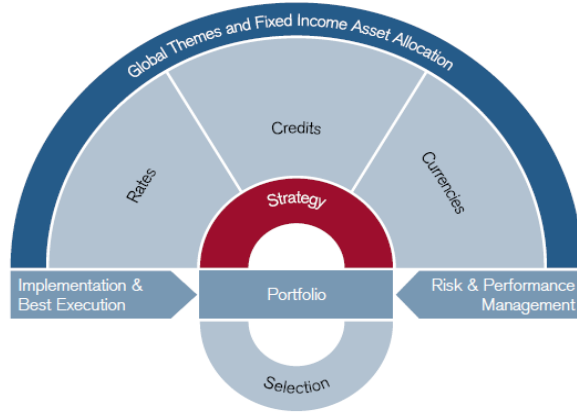 Global Themes and Fixed Income Asset Allocation
Credits
Rates
Currencies
Strategy
Implementation &
Best Execution
Portfolio
Risk & Performance
Management
Selection